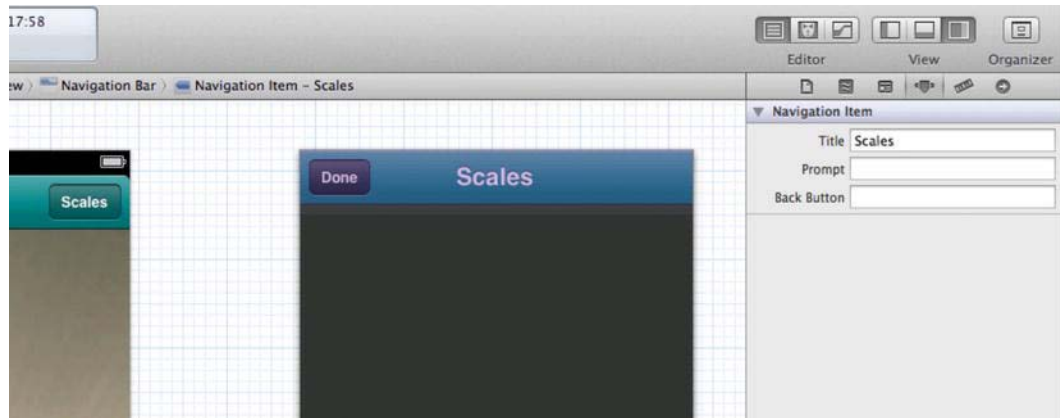 17:58
Editor View Organizer
ew Navigation Bar Navigation Item – Scales
Navigation Item
Title Scales
Prompt
Back Button
Scales
Done Scales